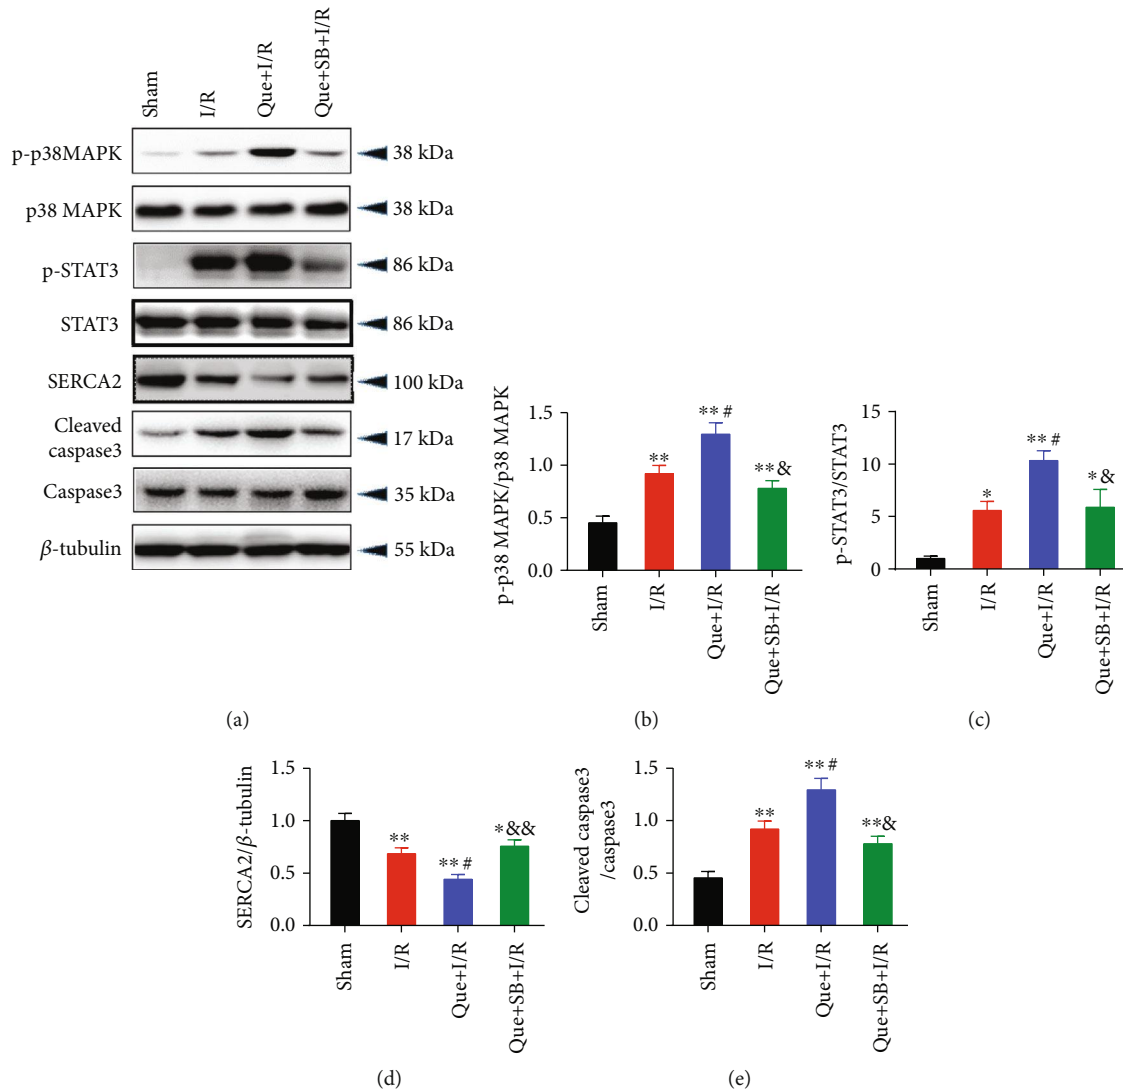 Sham
I/R
Que+I/R
Que+SB+I/R
p-p38MAPK
38 kDa
p38 MAPK
38 kDa
p-STAT3
86 kDa
STAT3
86 kDa
SERCA2
100 kDa
Cleaved
caspase3
17 kDa
Caspase3
35 kDa
β-tubulin
55 kDa
(a)
p-p38 MAPK/p38 MAPK
1.5
1.0
0.5
0.0
**
** #
**&
Sham
I/R
Que+I/R
Que+SB+I/R
(b)
p-STAT3/STAT3
15
10
5
0
*
** #
*&
Sham
I/R
Que+I/R
Que+SB+I/R
(c)
SERCA2/β-tubulin
1.5
1.0
0.5
0.0
**
** #
*&&
Sham
I/R
Que+I/R
Que+SB+I/R
(d)
Cleaved caspase3
/caspase3
1.5
1.0
0.5
0.0
**
** #
**&
Sham
I/R
Que+I/R
Que+SB+I/R
(e)